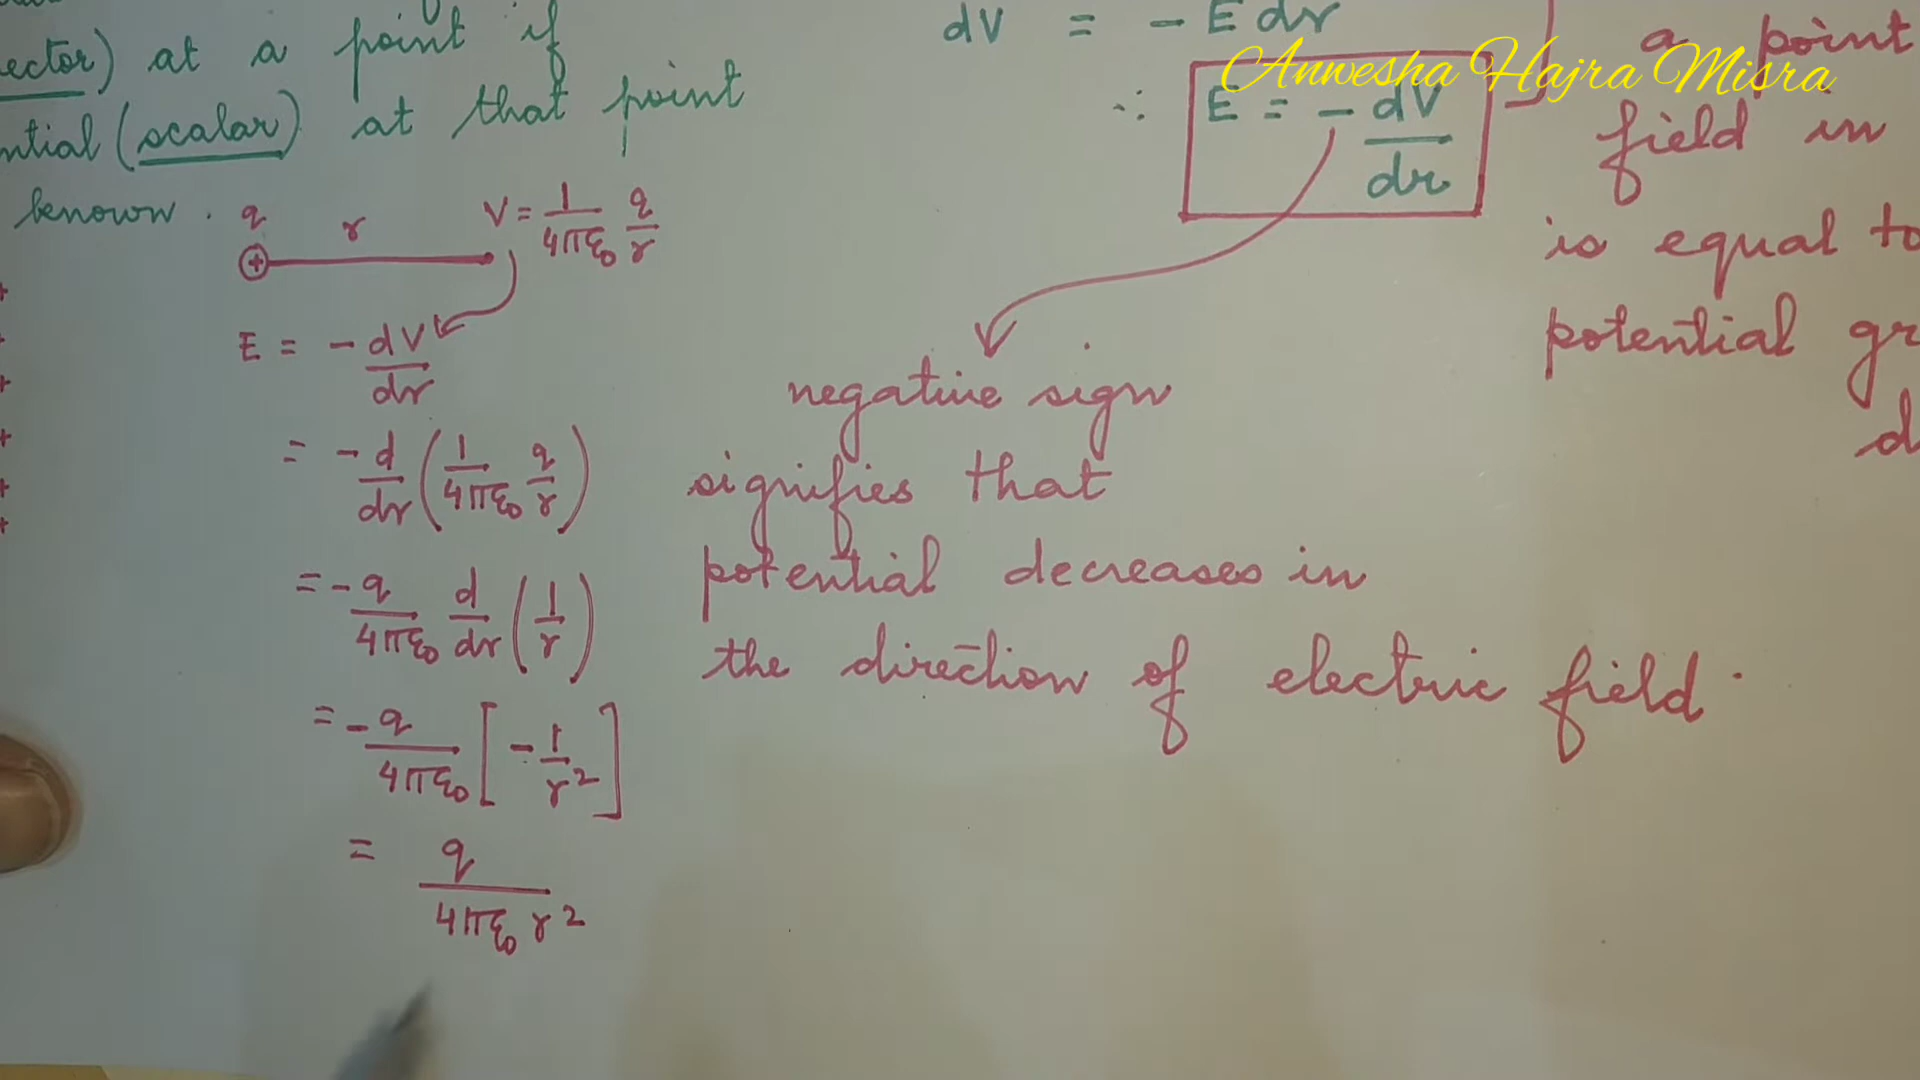 ector) at a point if
ntial (scalar) at that point
known.
q r V = 1/4πε₀ q/r
+
E = - dV/dr
= - d/dr (1/4πε₀ q/r)
= - q/4πε₀ d/dr (1/r)
= - q/4πε₀ [- 1/r²]
= q/4πε₀ r²
dV = - E dr
∴ E = - dV/dr
negative sign
signifies that
potential decreases in
the direction of electric field.
a point
field in
is equal to
potential gr
d
Anwesha Hajra Misra